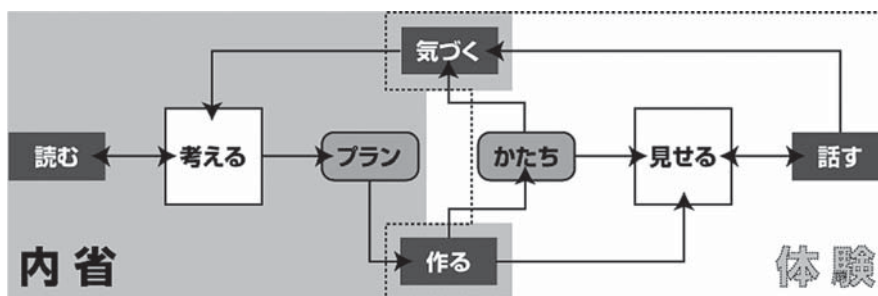 気づく
読む
考える
プラン
かたち
見せる
話す
作る
内省
体験